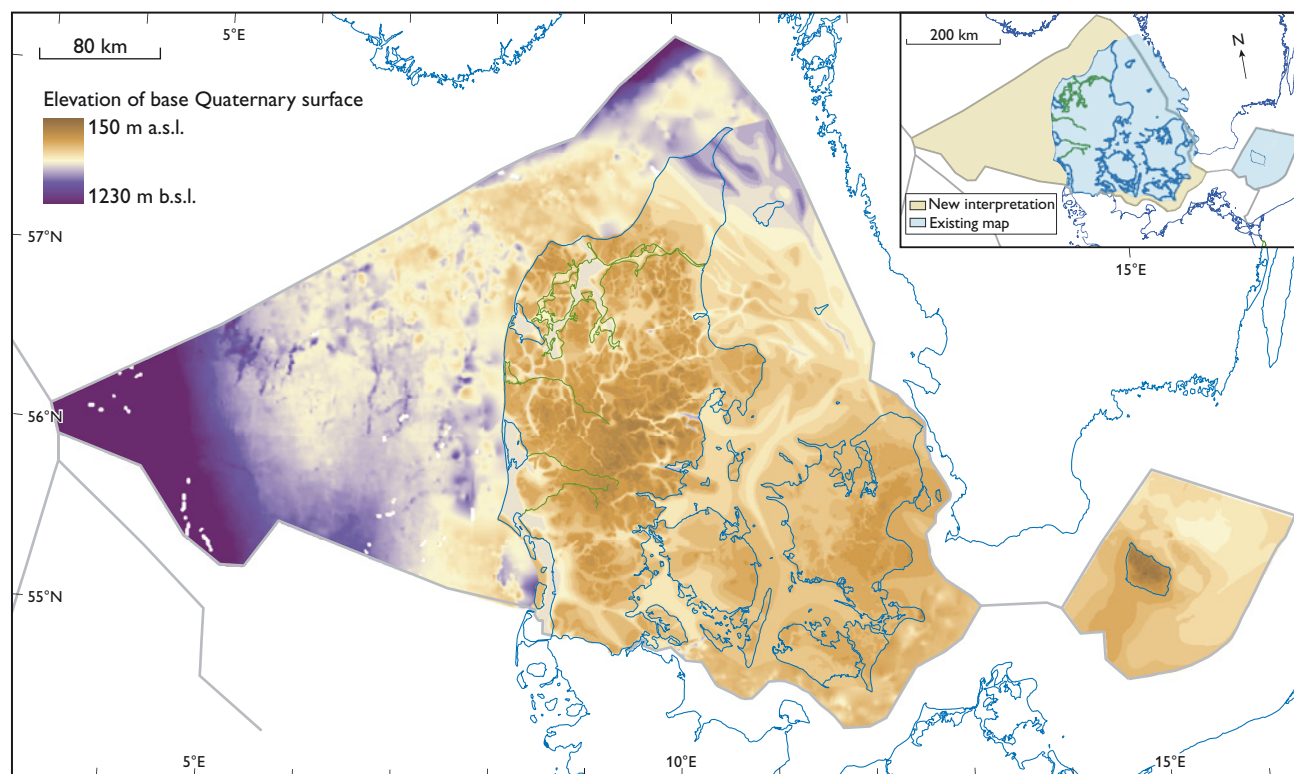 80 km
5°E
Elevation of base Quaternary surface
150 m a.s.l.
1230 m b.s.l.
200 km
N
New interpretation
Existing map
15°E
57°N
56°N
55°N
5°E
10°E
15°E